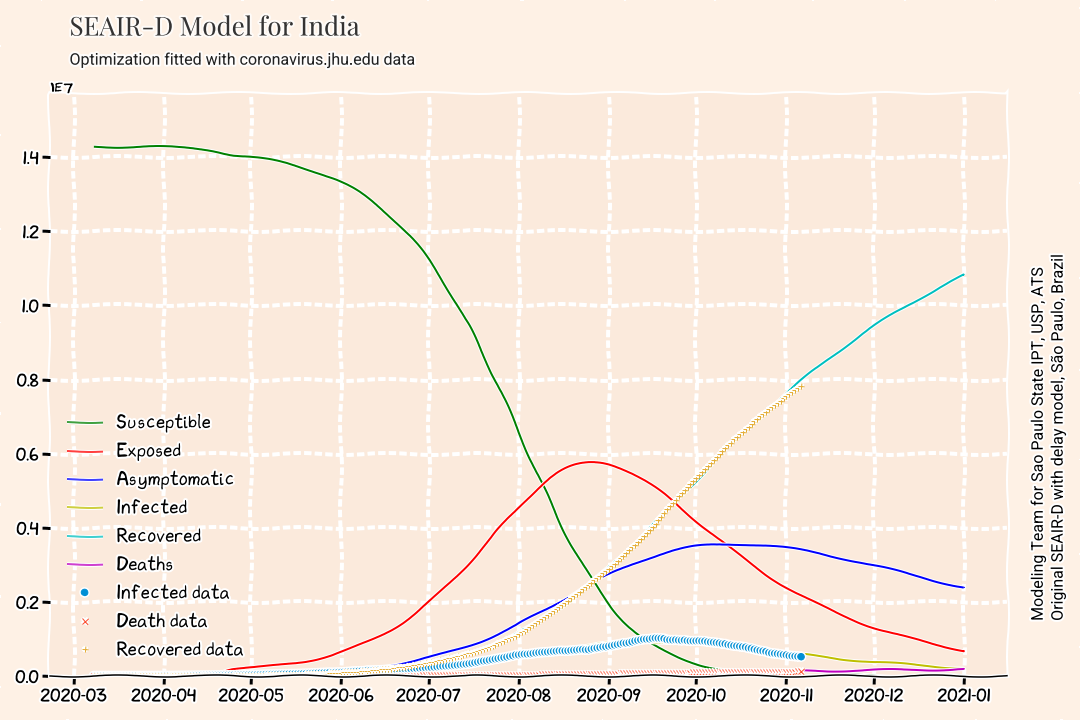 SEAIR-D Model for India
Optimization fitted with coronavirus.jhu.edu data
1E7
1.4
1.2
1.0
0.8
0.6
0.4
0.2
0.0
Susceptible
Exposed
Asymptomatic
Infected
Recovered
Deaths
Infected data
Death data
Recovered data
2020-03
2020-04
2020-05
2020-06
2020-07
2020-08
2020-09
2020-10
2020-11
2020-12
2021-01
Modeling Team for Sao Paulo State IPT, USP, ATS
Original SEAIR-D with delay model, São Paulo, Brazil